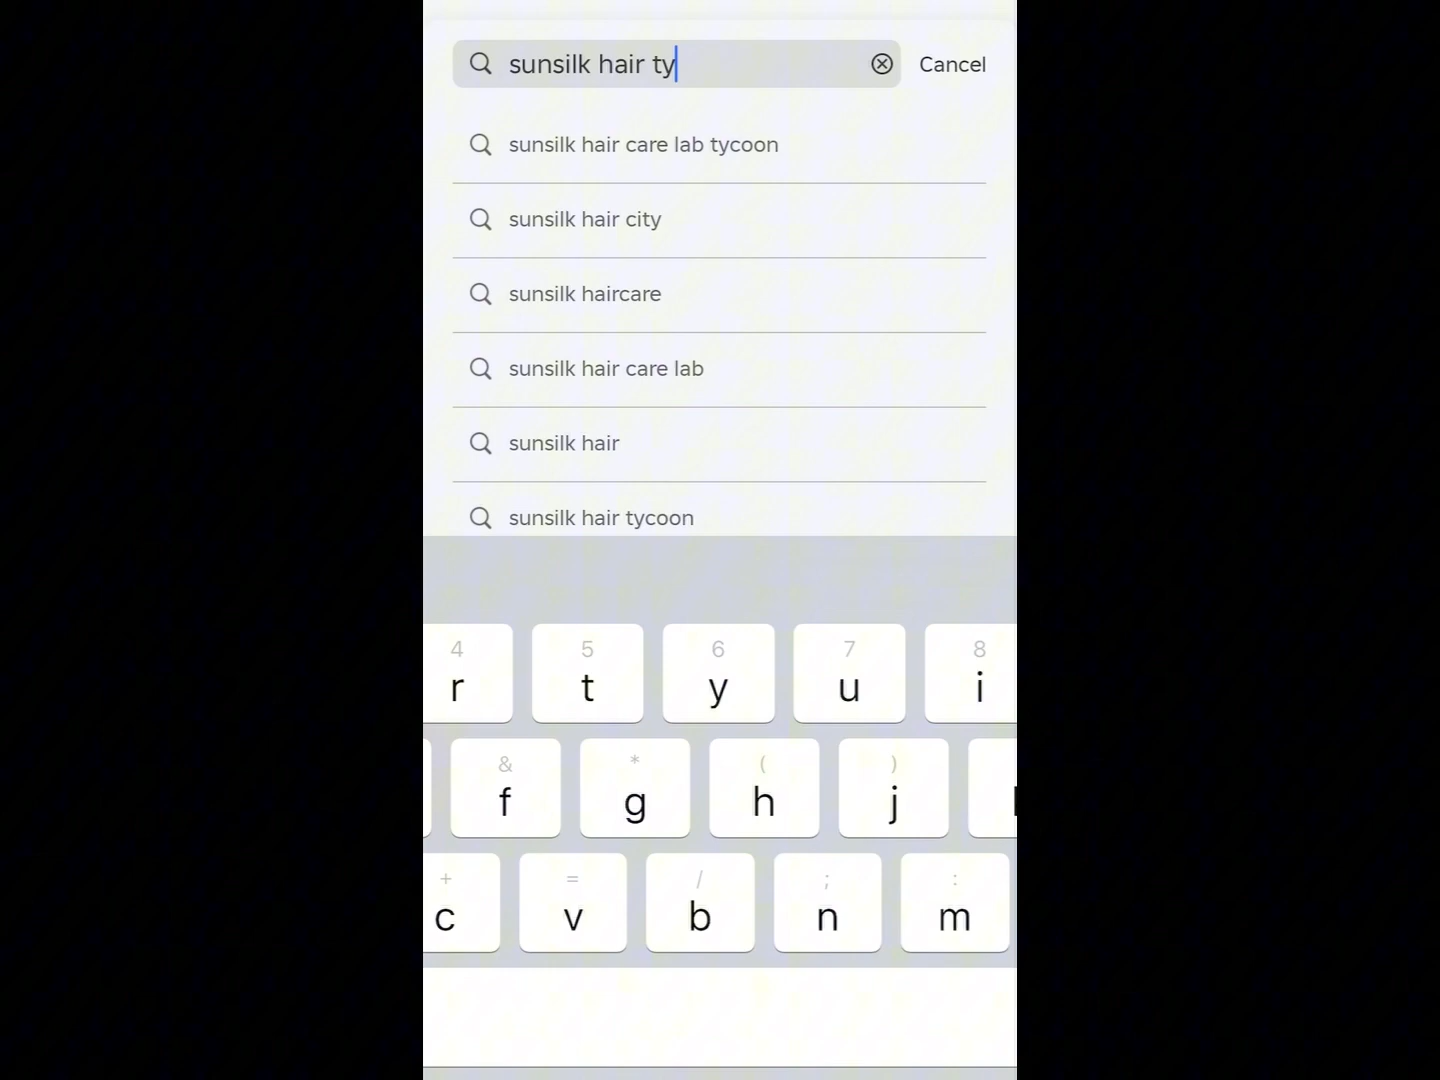 sunsilk hair ty
Cancel
sunsilk hair care lab tycoon
sunsilk hair city
sunsilk haircare
sunsilk hair care lab
sunsilk hair
sunsilk hair tycoon
4 5 6 7 8
r t y u i
& * ( )
f g h j
+ = / ; :
c v b n m